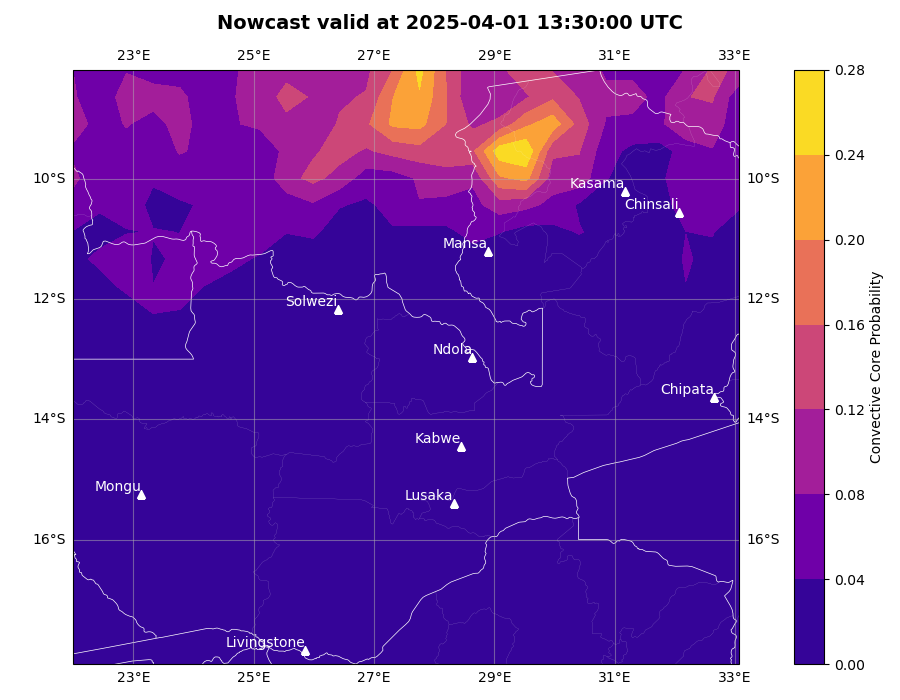 Nowcast valid at 2025-04-01 13:30:00 UTC
23°E 25°E 27°E 29°E 31°E 33°E
0.28
0.24
10°S Kasama 10°S
Chinsali
0.20
Mansa
12°S Solwezi 12°S
0.16
Ndola
Chipata
0.12
14°S 14°S
Kabwe
Mongu
Lusaka
0.08
16°S 16°S
0.04
Livingstone
0.00
23°E 25°E 27°E 29°E 31°E 33°E
Convective Core Probability